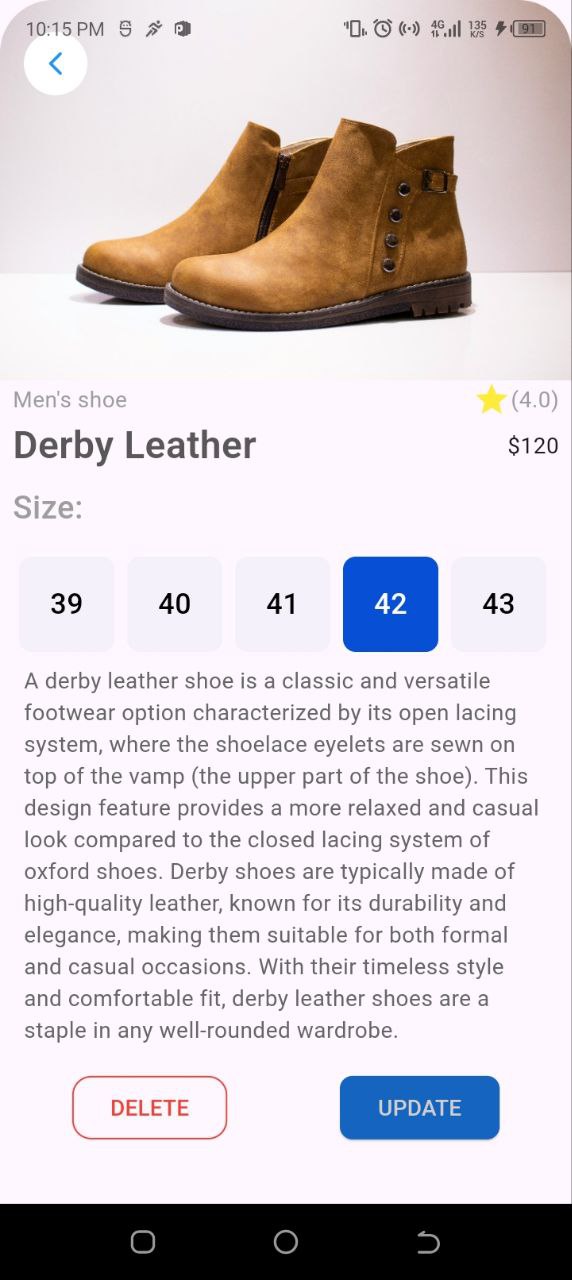 10:15 PM 4G 135 K/S 91
Men's shoe (4.0)
Derby Leather $120
Size:
39 40 41 42 43
A derby leather shoe is a classic and versatile
footwear option characterized by its open lacing
system, where the shoelace eyelets are sewn on
top of the vamp (the upper part of the shoe). This
design feature provides a more relaxed and casual
look compared to the closed lacing system of
oxford shoes. Derby shoes are typically made of
high-quality leather, known for its durability and
elegance, making them suitable for both formal
and casual occasions. With their timeless style
and comfortable fit, derby leather shoes are a
staple in any well-rounded wardrobe.
DELETE UPDATE